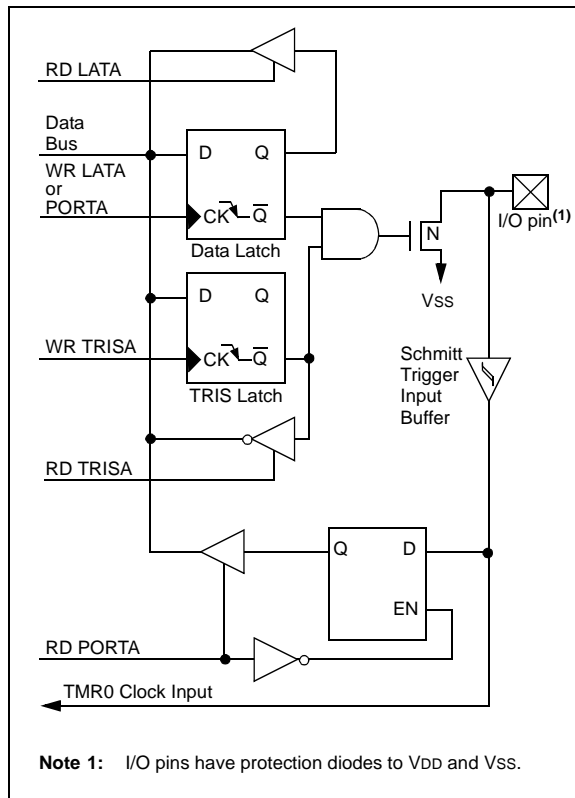 RD LATA
Data
Bus
WR LATA
or
PORTA
D Q
CK Q
Data Latch
N
I/O pin(1)
VSS
D Q
CK Q
WR TRISA
TRIS Latch
Schmitt
Trigger
Input
Buffer
RD TRISA
Q D
EN
RD PORTA
TMR0 Clock Input
Note 1: I/O pins have protection diodes to VDD and VSS.